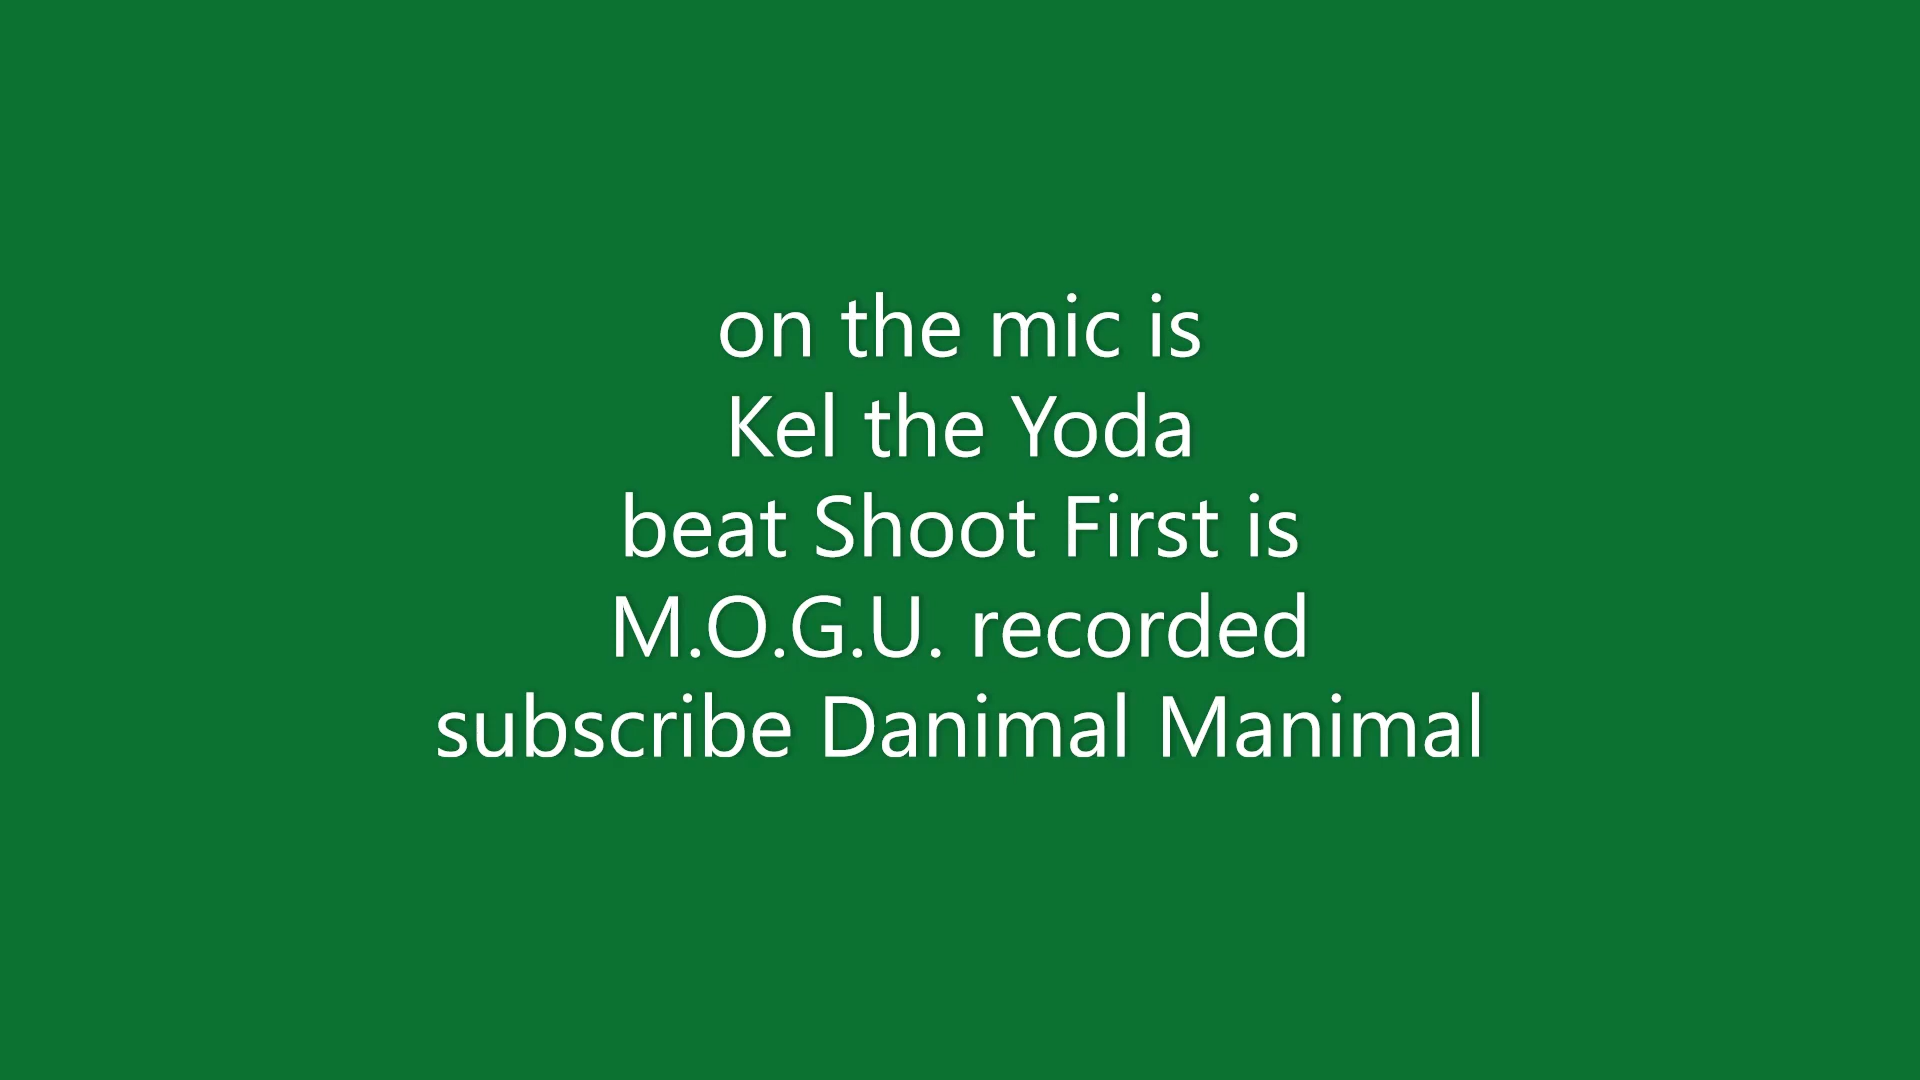 on the mic is
Kel the Yoda
beat Shoot First is
M.O.G.U. recorded
subscribe Danimal Manimal